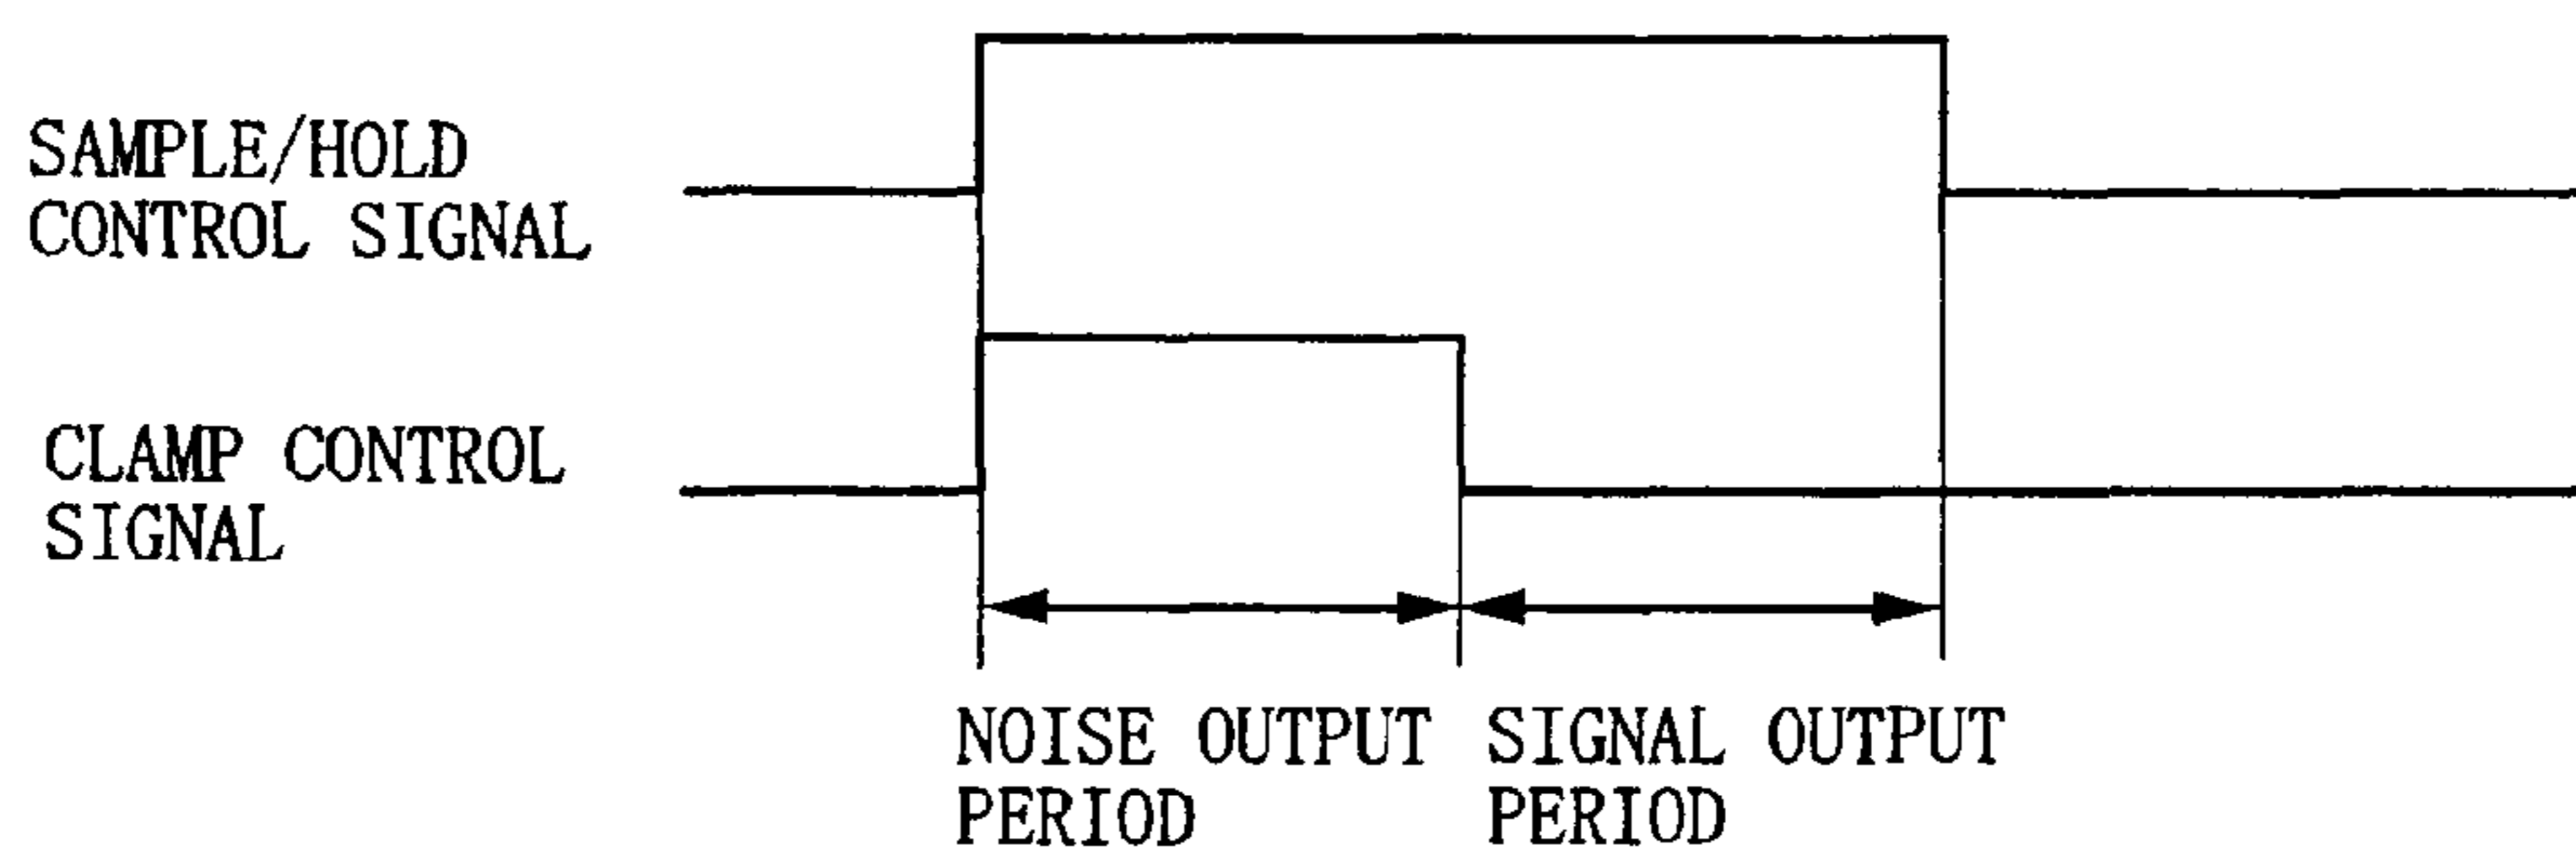 SAMPLE/HOLD
CONTROL SIGNAL
CLAMP CONTROL
SIGNAL
NOISE OUTPUT
PERIOD
SIGNAL OUTPUT
PERIOD